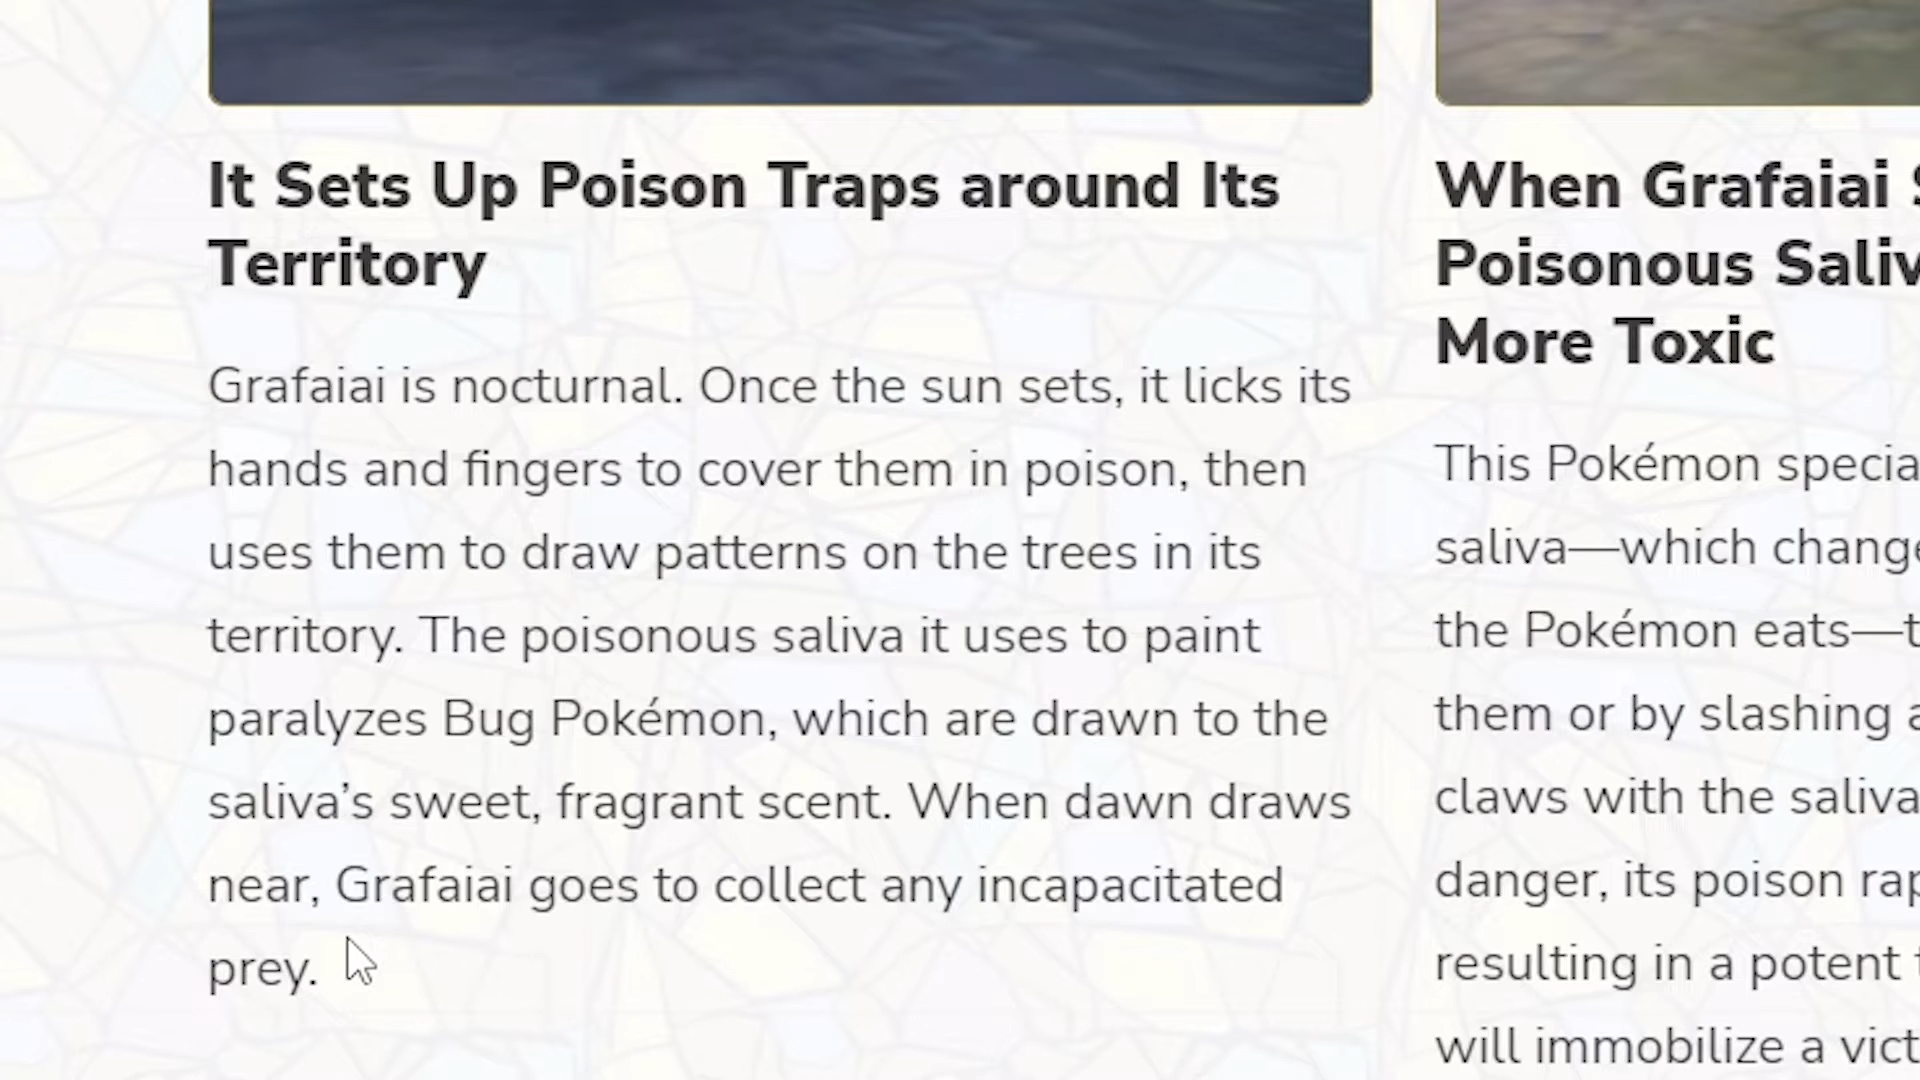 It Sets Up Poison Traps around Its
Territory
Grafaiai is nocturnal. Once the sun sets, it licks its
hands and fingers to cover them in poison, then
uses them to draw patterns on the trees in its
territory. The poisonous saliva it uses to paint
paralyzes Bug Pokémon, which are drawn to the
saliva’s sweet, fragrant scent. When dawn draws
near, Grafaiai goes to collect any incapacitated
prey.
When Grafaiai
Poisonous
More Toxic
This Pokémon
saliva—which
the Pokémon eats—
them or by slashing
claws with the saliva
danger, its poison
resulting in a potent
will immobilize a